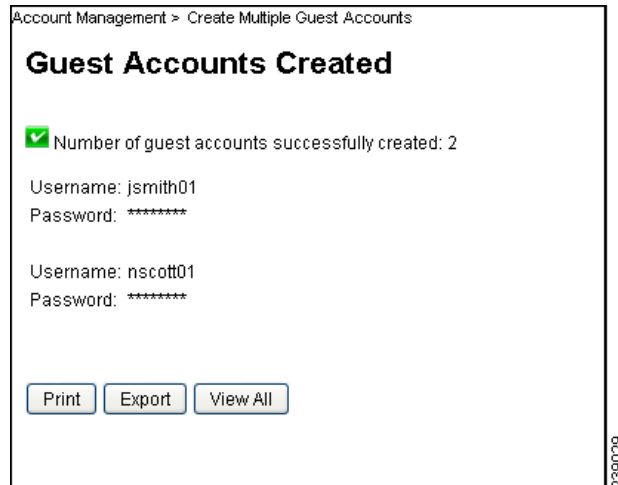 Account Management > Create Multiple Guest Accounts
Guest Accounts Created
Number of guest accounts successfully created: 2
Username: jsmith01
Password: ********
Username: nscott01
Password: ********
Print Export View All